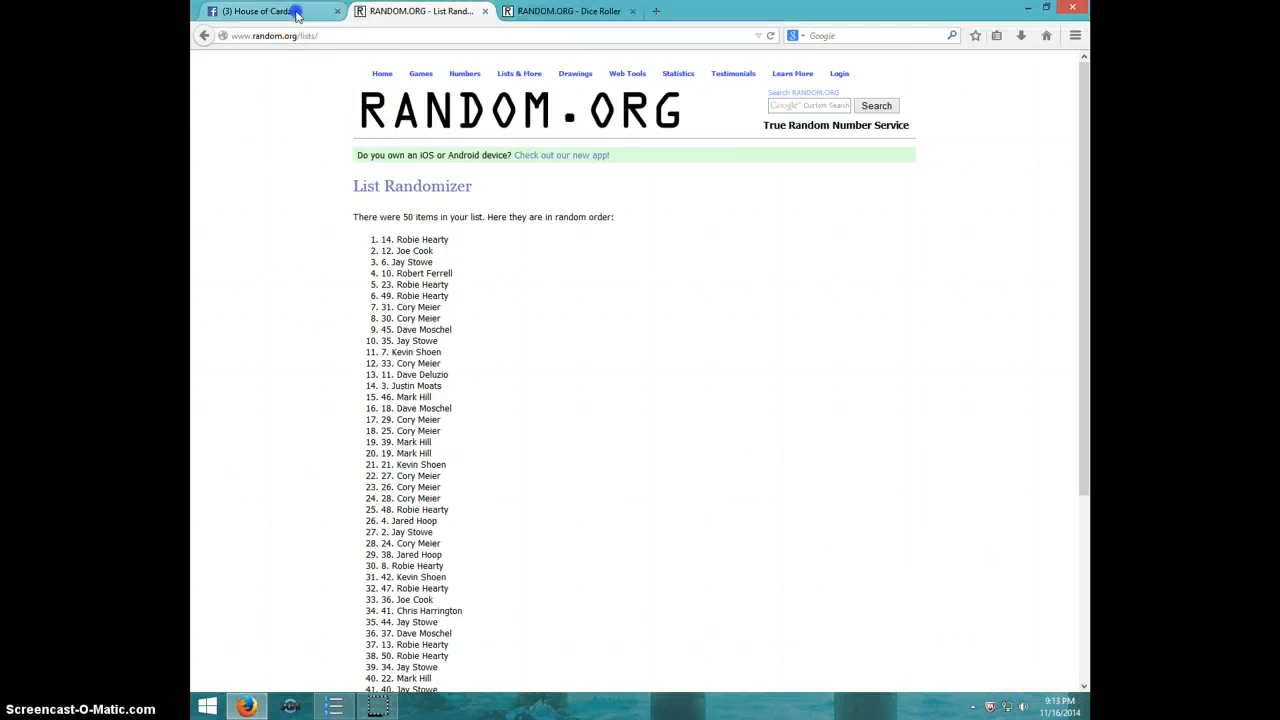 (3) House of Cardz
RANDOM.ORG - List Rand...
RANDOM.ORG - Dice Roller
www.random.org/lists/
Google
Home Games Numbers Lists & More Drawings Web Tools Statistics Testimonials Learn More Login
Search RANDOM.ORG
RANDOM.ORG
Google™ Custom Search Search
True Random Number Service
Do you own an iOS or Android device? Check out our new app!
List Randomizer
There were 50 items in your list. Here they are in random order:
1. 14. Robie Hearty
2. 12. Joe Cook
3. 6. Jay Stowe
4. 10. Robert Ferrell
5. 23. Robie Hearty
6. 49. Robie Hearty
7. 31. Cory Meier
8. 30. Cory Meier
9. 45. Dave Moschel
10. 35. Jay Stowe
11. 7. Kevin Shoen
12. 33. Cory Meier
13. 11. Dave Deluzio
14. 3. Justin Moats
15. 46. Mark Hill
16. 18. Dave Moschel
17. 29. Cory Meier
18. 25. Cory Meier
19. 39. Mark Hill
20. 19. Mark Hill
21. 21. Kevin Shoen
22. 27. Cory Meier
23. 26. Cory Meier
24. 28. Cory Meier
25. 48. Robie Hearty
26. 4. Jared Hoop
27. 2. Jay Stowe
28. 24. Cory Meier
29. 38. Jared Hoop
30. 8. Robie Hearty
31. 42. Kevin Shoen
32. 47. Robie Hearty
33. 36. Joe Cook
34. 41. Chris Harrington
35. 44. Jay Stowe
36. 37. Dave Moschel
37. 13. Robie Hearty
38. 50. Robie Hearty
39. 34. Jay Stowe
40. 22. Mark Hill
41. 40. Jay Stowe
9:13 PM
11/16/2014
Screencast-O-Matic.com